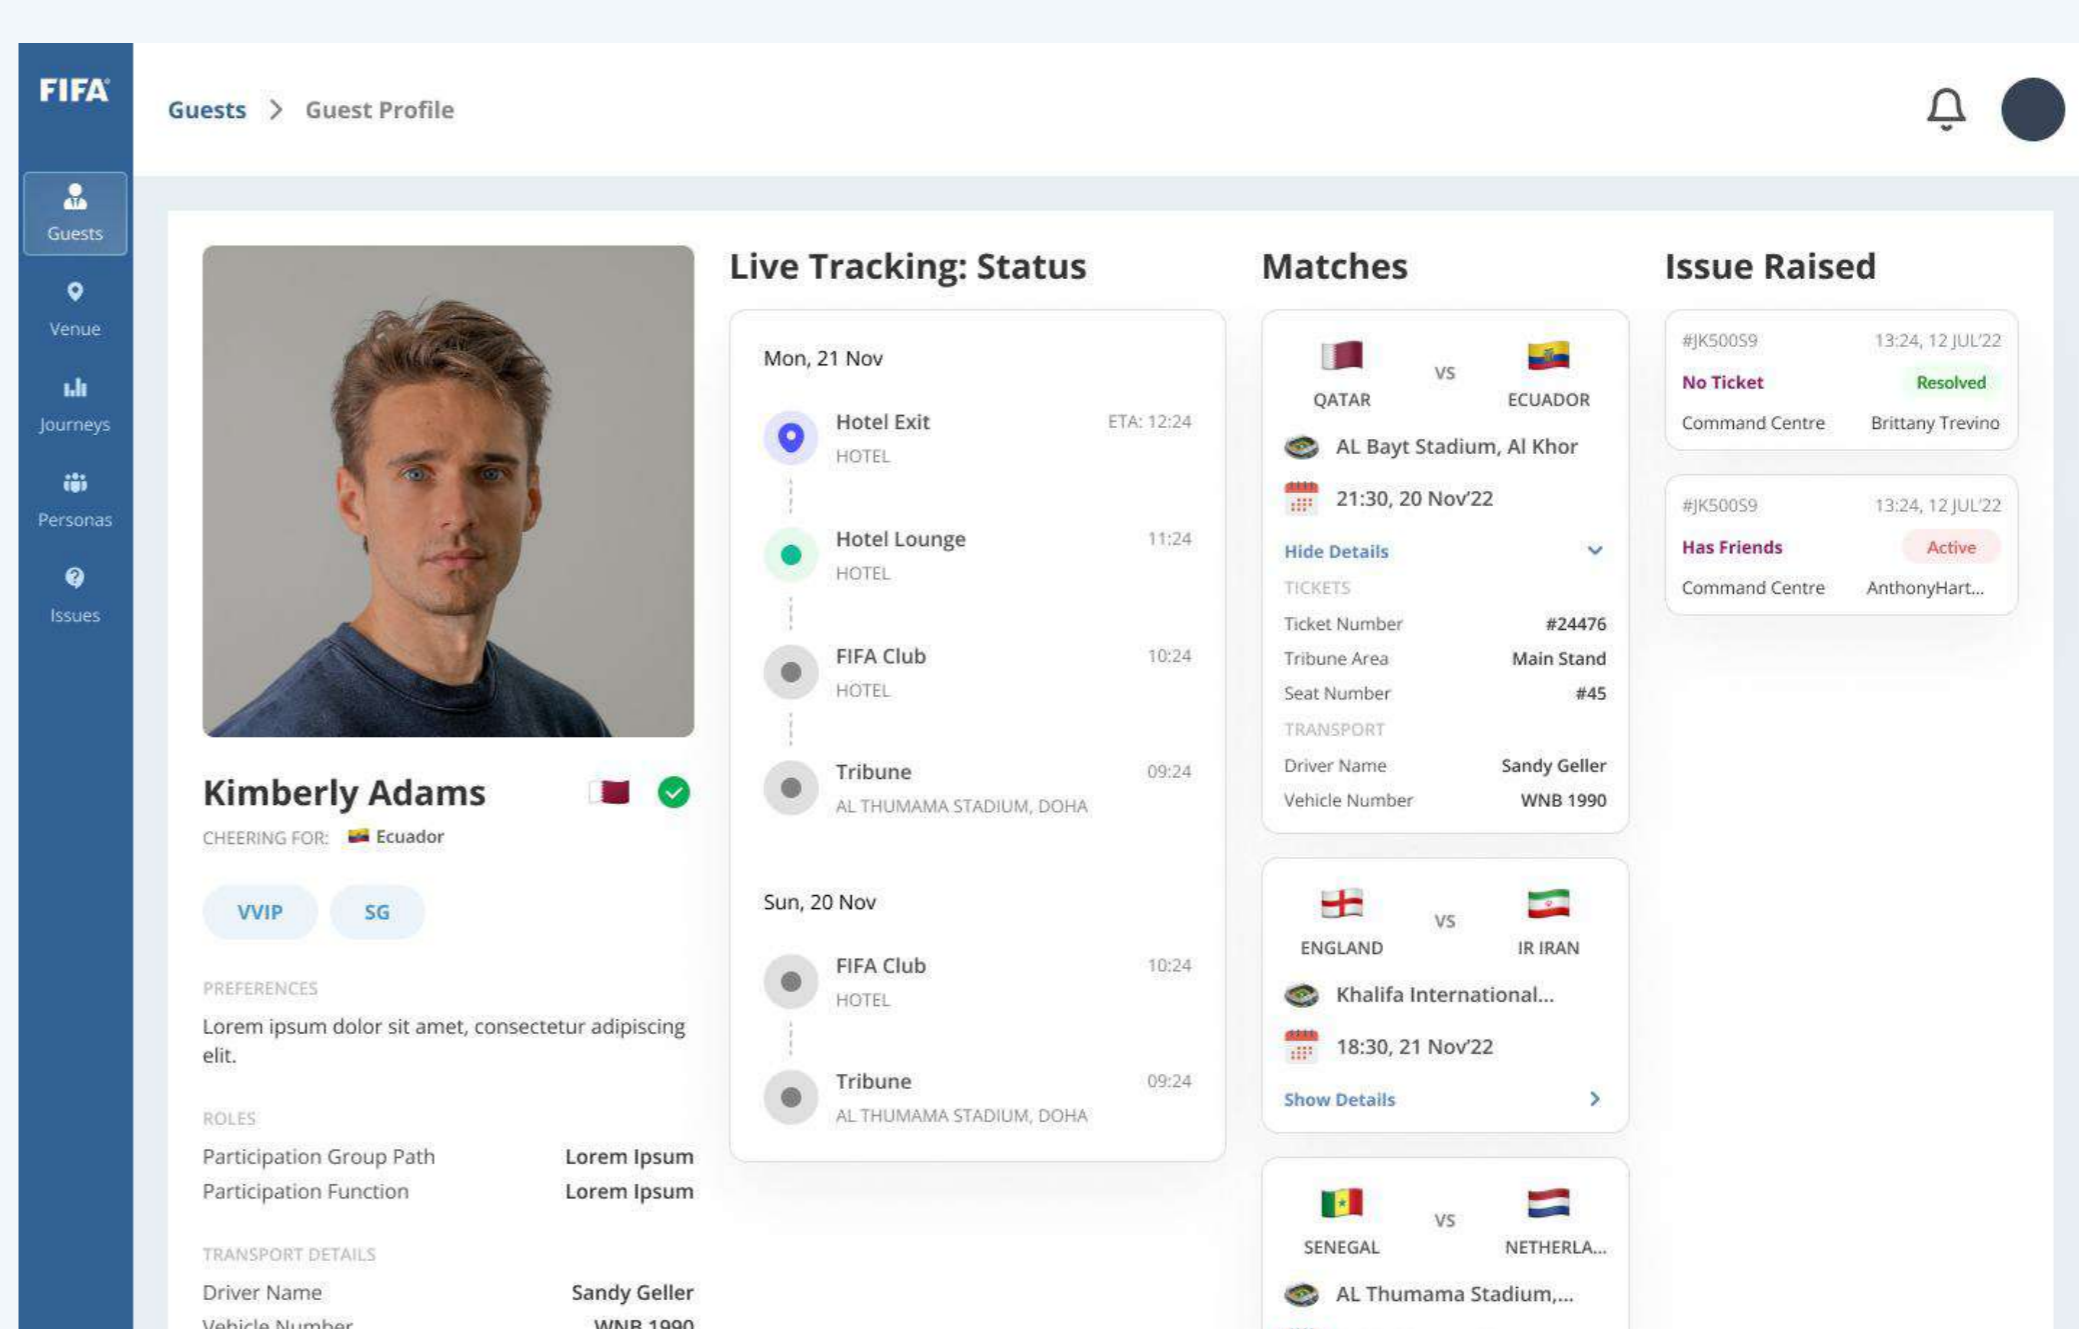 FIFA
Guests > Guest Profile
Guests
Venue
Journeys
Personas
Issues
Kimberly Adams
CHEERING FOR: Ecuador
VVIP SG
PREFERENCES
Lorem ipsum dolor sit amet, consectetur adipiscing
elit.
ROLES
Participation Group Path Lorem Ipsum
Participation Function Lorem Ipsum
TRANSPORT DETAILS
Driver Name Sandy Geller
Vehicle Number WNB 1990
Live Tracking: Status
Mon, 21 Nov
Hotel Exit ETA: 12:24
HOTEL
Hotel Lounge 11:24
HOTEL
FIFA Club 10:24
HOTEL
Tribune 09:24
AL THUMAMA STADIUM, DOHA
Sun, 20 Nov
FIFA Club 10:24
HOTEL
Tribune 09:24
AL THUMAMA STADIUM, DOHA
Matches
VS
QATAR ECUADOR
AL Bayt Stadium, Al Khor
21:30, 20 Nov’22
Hide Details
TICKETS
Ticket Number #24476
Tribune Area Main Stand
Seat Number #45
TRANSPORT
Driver Name Sandy Geller
Vehicle Number WNB 1990
VS
ENGLAND IR IRAN
Khalifa International...
18:30, 21 Nov’22
Show Details
VS
SENEGAL NETHERLA...
AL Thumama Stadium,...
Issue Raised
#JK500S9 13:24, 12 JUL’22
No Ticket Resolved
Command Centre Brittany Trevino
#JK500S9 13:24, 12 JUL’22
Has Friends Active
Command Centre AnthonyHart...